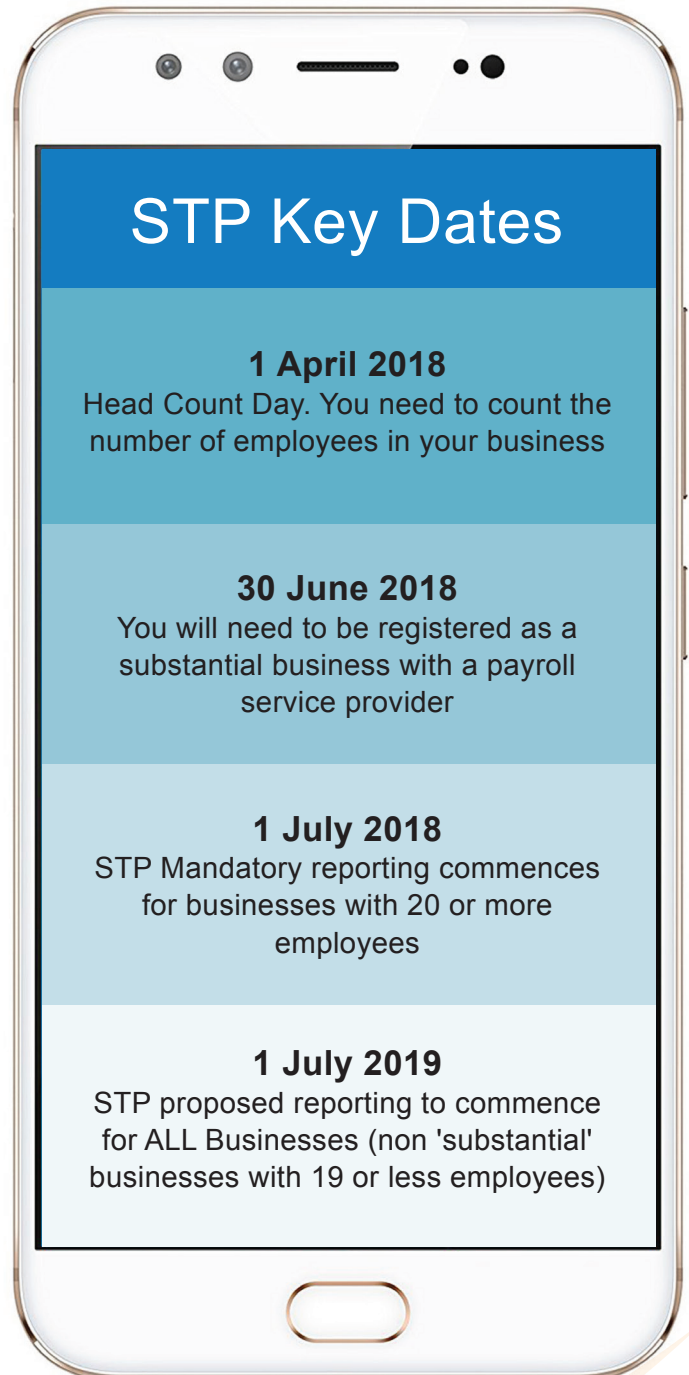 STP Key Dates
1 April 2018
Head Count Day. You need to count the
number of employees in your business
30 June 2018
You will need to be registered as a
substantial business with a payroll
service provider
1 July 2018
STP Mandatory reporting commences
for businesses with 20 or more
employees
1 July 2019
STP proposed reporting to commence
for ALL Businesses (non 'substantial'
businesses with 19 or less employees)